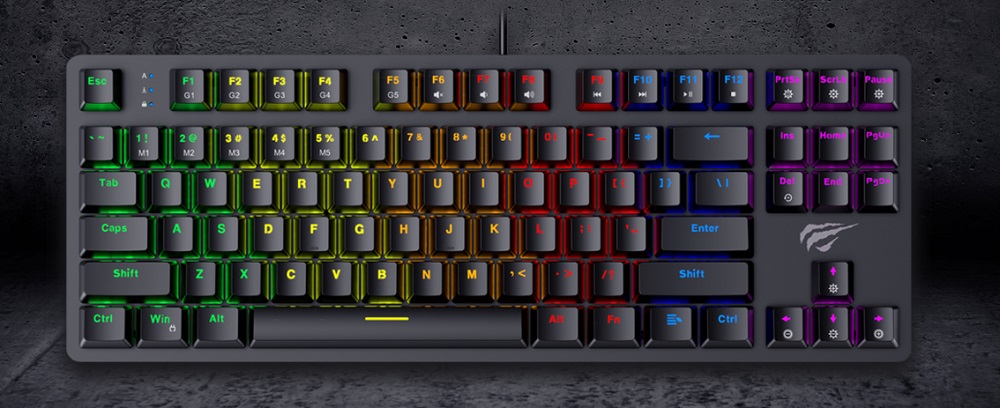 Esc F1 F2 F3 F4 F5 F6 F7 F8 F9 F10 F11 F12 PrtSc ScrLk Pause
G1 G2 G3 G4 G5
~ ` 1 ! 2 @ 3 # 4 $ 5 % 6 ^ 7 & 8 * 9 ( 0 ) - = + ← Ins Home PgUp
M1 M2 M3 M4 M5
Tab Q W E R T Y U I O P [ { ] } \ | Del End PgDn
Caps A S D F G H J K L ; : ' " Enter
Shift Z X C V B N M , < . > / ? Shift ↑
Ctrl Win Alt Alt Fn Ctrl ← ↓ →